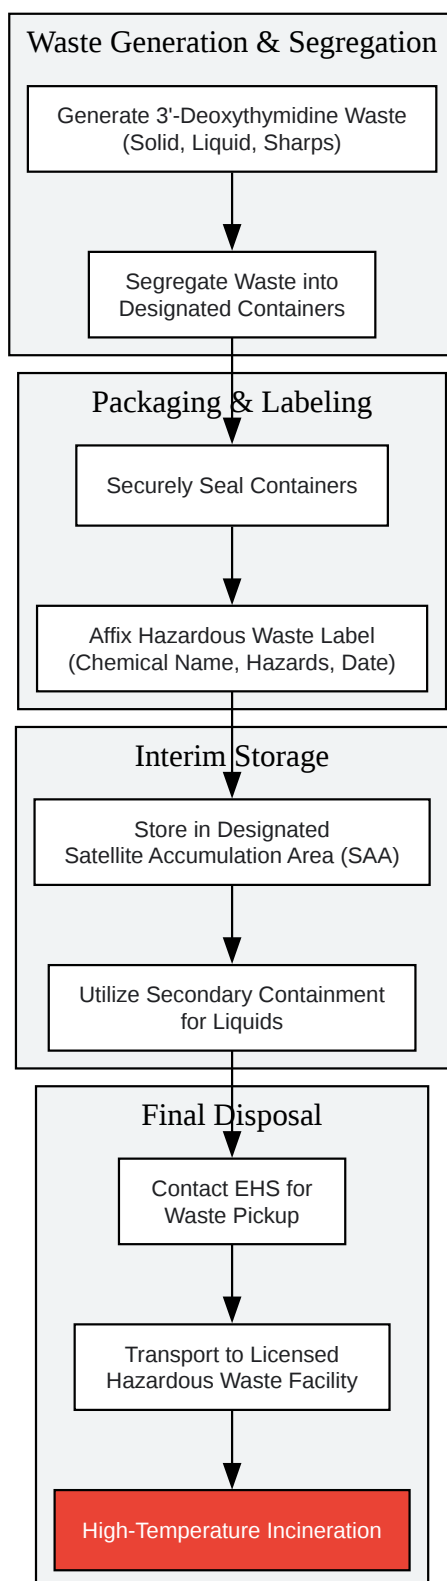 Waste Generation & Segregation
Generate 3'-Deoxythymidine Waste
(Solid, Liquid, Sharps)
Segregate Waste into
Designated Containers
Packaging & Labeling
Securely Seal Containers
Affix Hazardous Waste Label
(Chemical Name, Hazards, Date)
Interim Storage
Store in Designated
Satellite Accumulation Area (SAA)
Utilize Secondary Containment
for Liquids
Final Disposal
Contact EHS for
Waste Pickup
Transport to Licensed
Hazardous Waste Facility
High-Temperature Incineration